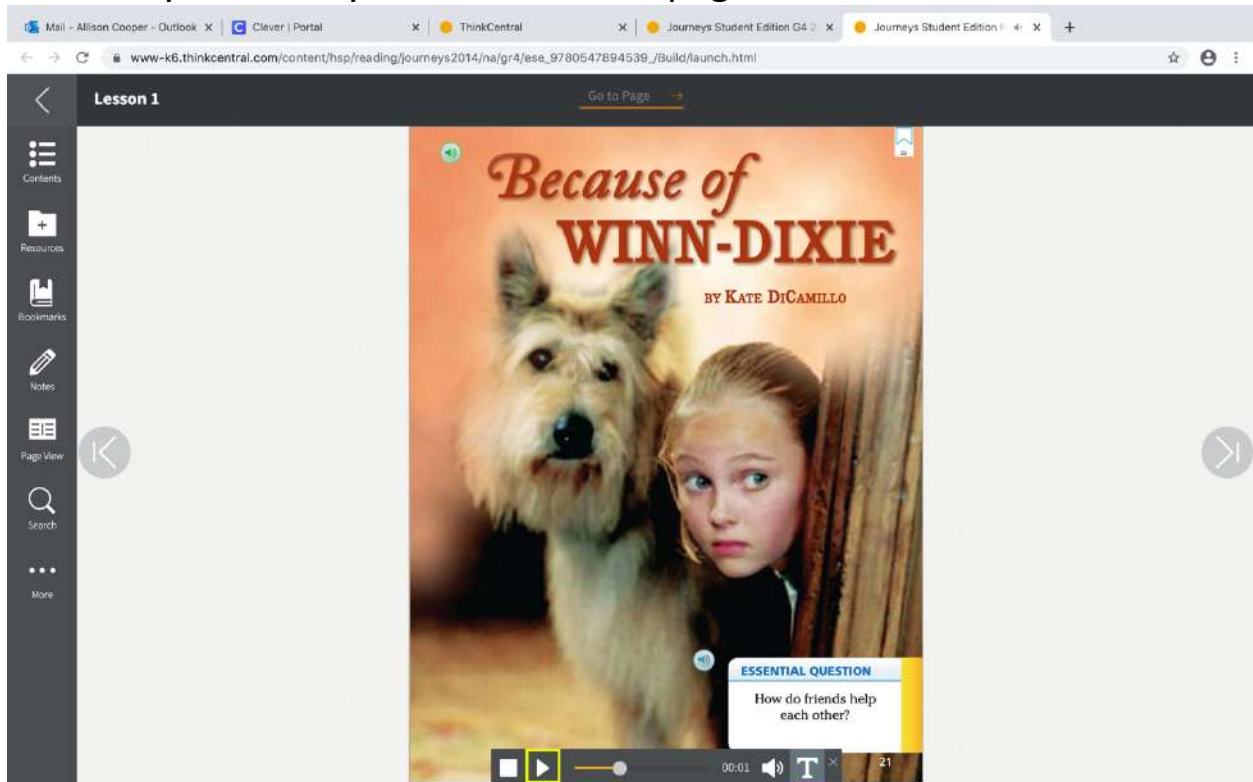 Mail - Allison Cooper - Outlook
Clever | Portal
ThinkCentral
Journeys Student Edition G4 2
Journeys Student Edition
www-k6.thinkcentral.com/content/hsp/reading/journeys2014/na/gr4/ese_9780547894539_/Build/launch.html
Lesson 1
Go to Page
Contents
Resources
Bookmarks
Notes
Page View
Search
More
Because of
WINN-DIXIE
BY KATE DICAMILLO
ESSENTIAL QUESTION
How do friends help
each other?
00:01
T
21